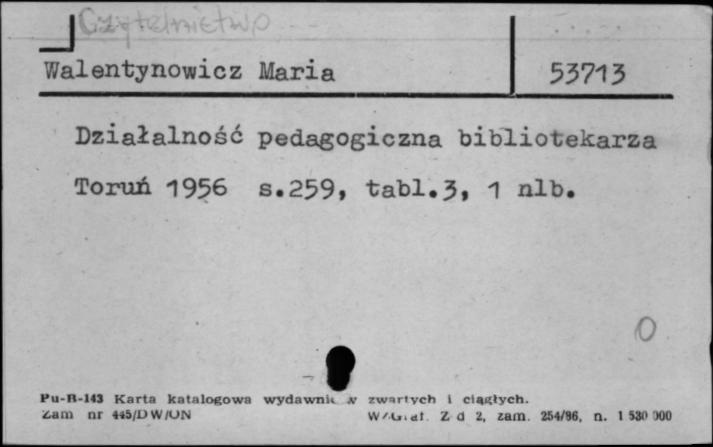 Czytelnictwo
Walentynowicz Maria 53713
Działalność pedagogiczna bibliotekarza
Toruń 1956 s.259, tabl.3, 1 nlb.
0
Pu-B-143 Karta katalogowa zwartych i ciągłych.
Zam nr 445/DW/ON Z d 2, zam. 254/86, n. 1 530 000